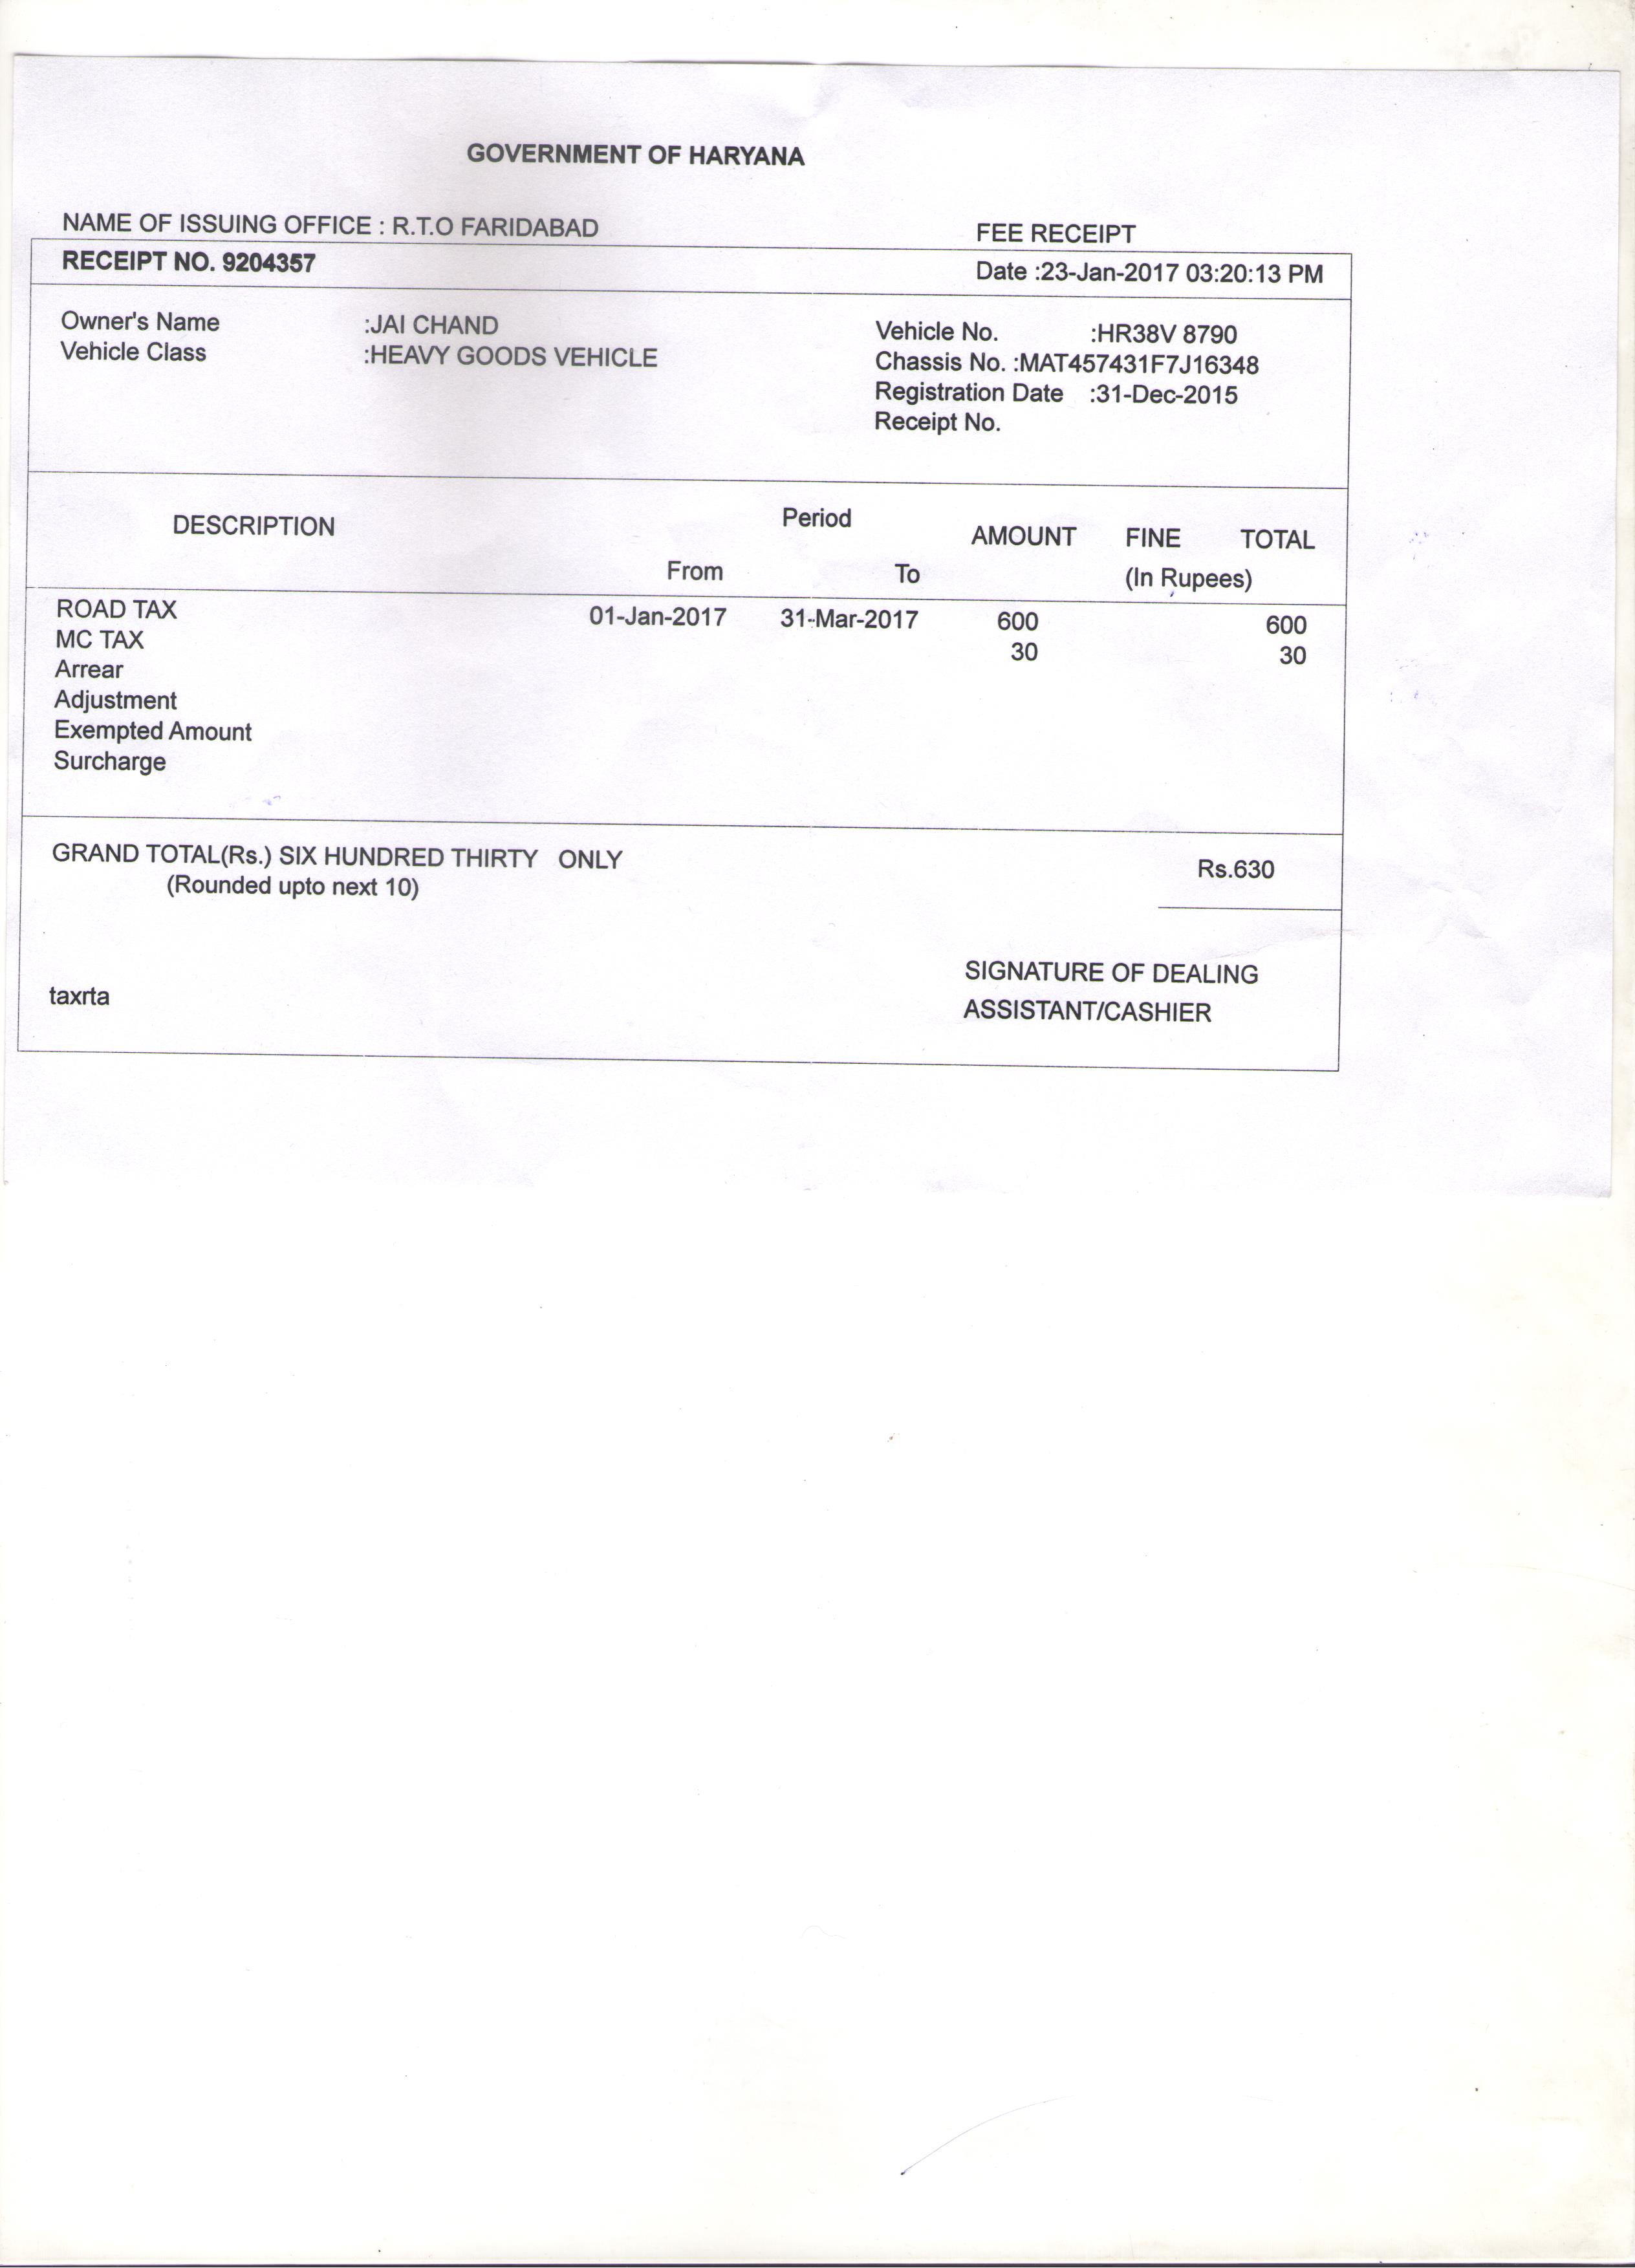 GOVERNMENT OF HARYANA
NAME OF ISSUING OFFICE : R.T.O FARIDABAD FEE RECEIPT
RECEIPT NO. 9204357 Date :23-Jan-2017 03:20:13 PM
Owner's Name :JAI CHAND Vehicle No. :HR38V 8790
Vehicle Class :HEAVY GOODS VEHICLE Chassis No. :MAT457431F7J16348
Registration Date :31-Dec-2015
Receipt No.
DESCRIPTION Period AMOUNT FINE TOTAL
From To (In Rupees)
ROAD TAX 01-Jan-2017 31-Mar-2017 600 600
MC TAX 30 30
Arrear
Adjustment
Exempted Amount
Surcharge
GRAND TOTAL(Rs.) SIX HUNDRED THIRTY ONLY Rs.630
(Rounded upto next 10)
SIGNATURE OF DEALING
taxrta ASSISTANT/CASHIER